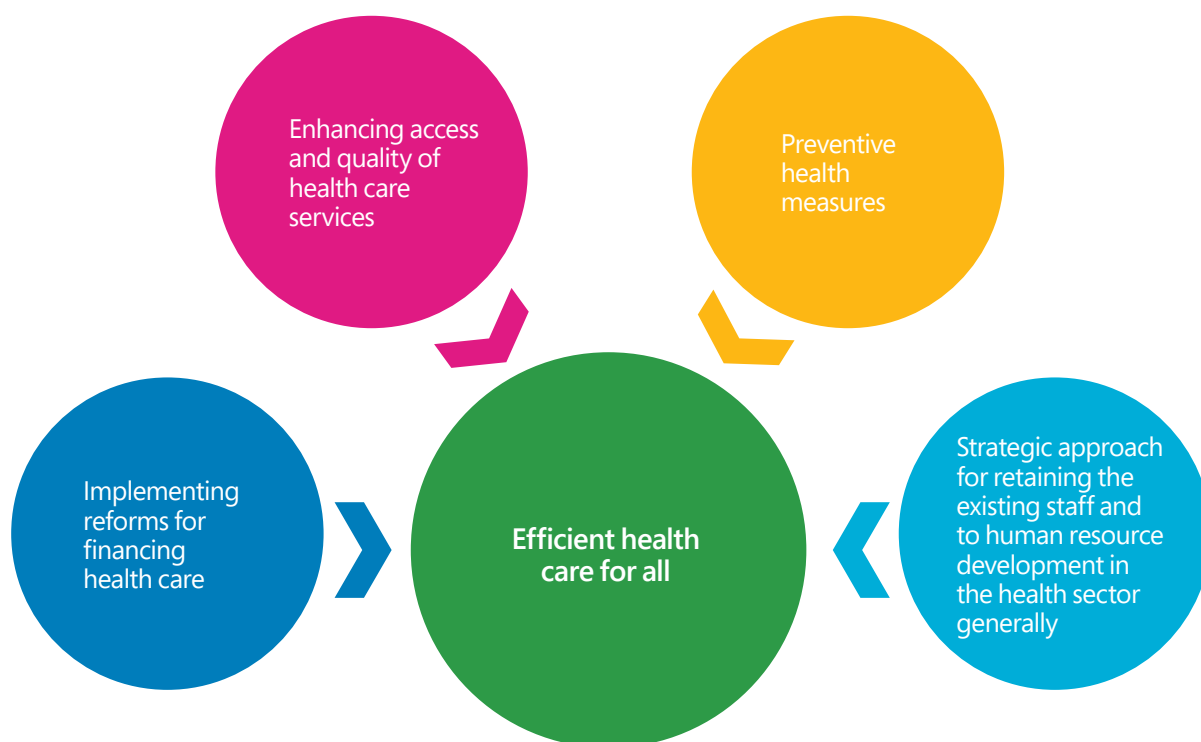 Enhancing access
and quality of
health care
services
Preventive
health
measures
Implementing
reforms for
financing
health care
Efficient health
care for all
Strategic approach
for retaining the
existing staff and
to human resource
development in
the health sector
generally